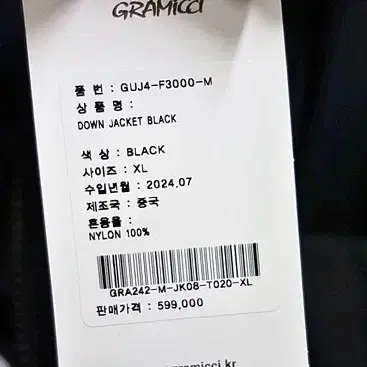 GRAMICCI
품 번 : GUJ4-F3000-M
상 품 명 :
DOWN JACKET BLACK
색 상 : BLACK
사이즈 : XL
수입년월 : 2024.07
제조국 : 중국
혼용율 :
NYLON 100%
GRA242-M-JK08-T020-XL
판매가격 : 599,000
gramicci.kr